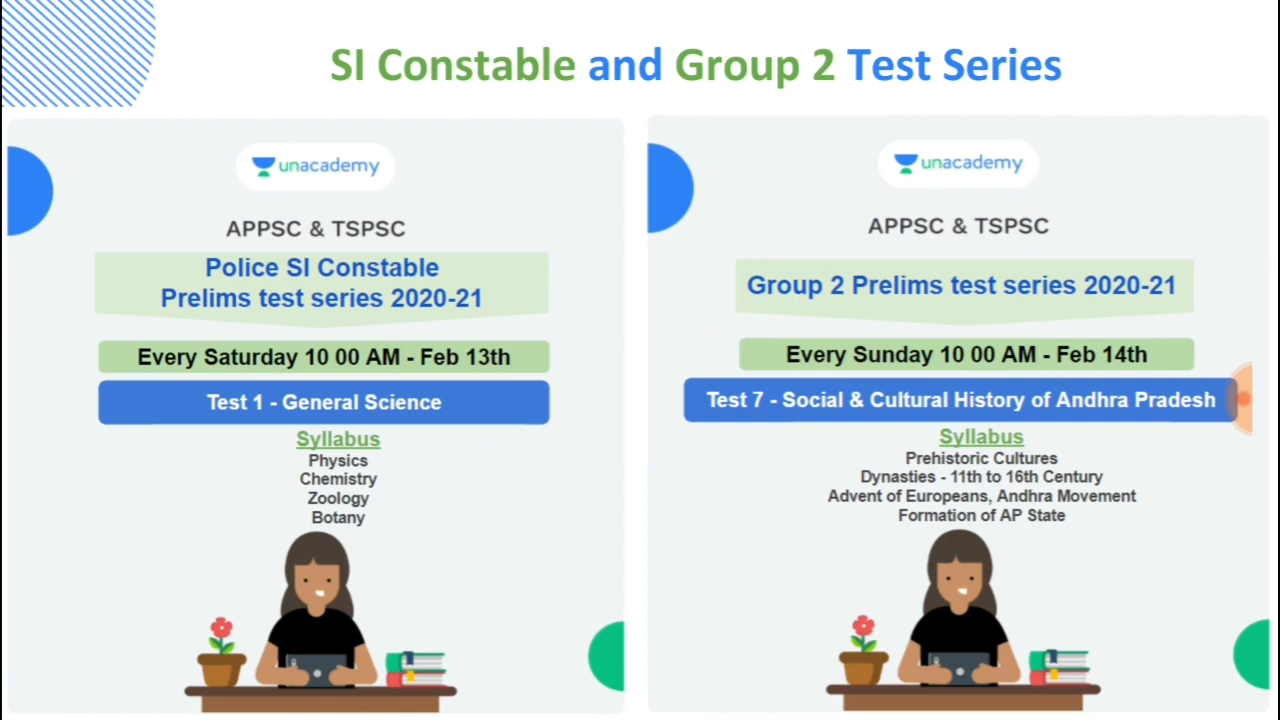 SI Constable and Group 2 Test Series
unacademy
APPSC & TSPSC
Police SI Constable
Prelims test series 2020-21
Every Saturday 10 00 AM - Feb 13th
Test 1 - General Science
Syllabus
Physics
Chemistry
Zoology
Botany
unacademy
APPSC & TSPSC
Group 2 Prelims test series 2020-21
Every Sunday 10 00 AM - Feb 14th
Test 7 - Social & Cultural History of Andhra Pradesh
Syllabus
Prehistoric Cultures
Dynasties - 11th to 16th Century
Advent of Europeans, Andhra Movement
Formation of AP State